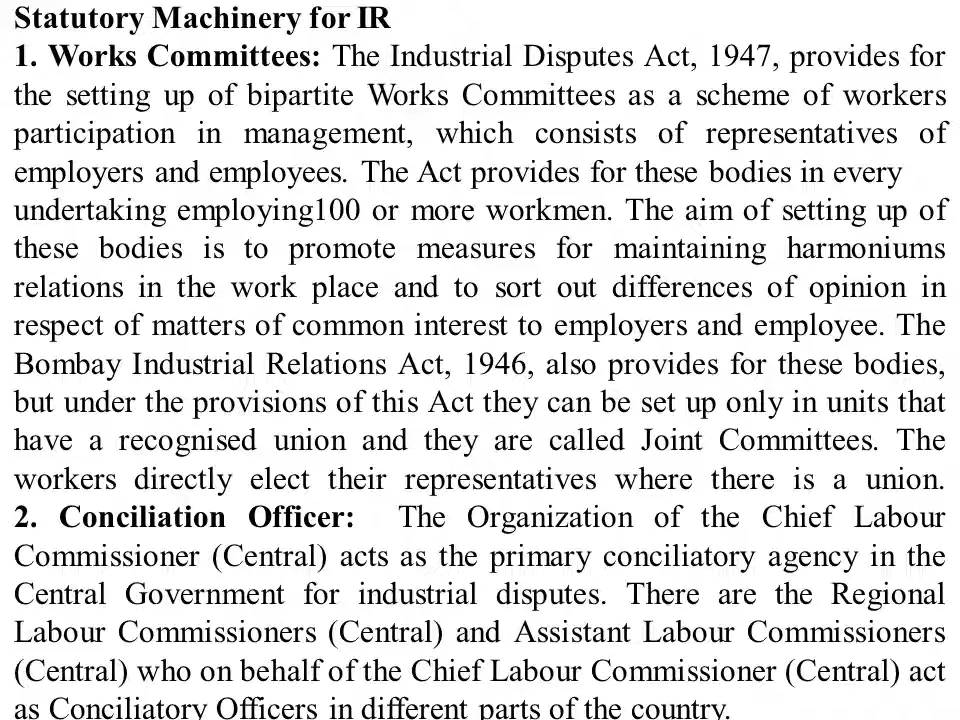 Statutory Machinery for IR
1. Works Committees: The Industrial Disputes Act, 1947, provides for
the setting up of bipartite Works Committees as a scheme of workers
participation in management, which consists of representatives of
employers and employees. The Act provides for these bodies in every
undertaking employing100 or more workmen. The aim of setting up of
these bodies is to promote measures for maintaining harmoniums
relations in the work place and to sort out differences of opinion in
respect of matters of common interest to employers and employee. The
Bombay Industrial Relations Act, 1946, also provides for these bodies,
but under the provisions of this Act they can be set up only in units that
have a recognised union and they are called Joint Committees. The
workers directly elect their representatives where there is a union.
2. Conciliation Officer: The Organization of the Chief Labour
Commissioner (Central) acts as the primary conciliatory agency in the
Central Government for industrial disputes. There are the Regional
Labour Commissioners (Central) and Assistant Labour Commissioners
(Central) who on behalf of the Chief Labour Commissioner (Central) act
as Conciliatory Officers in different parts of the country.